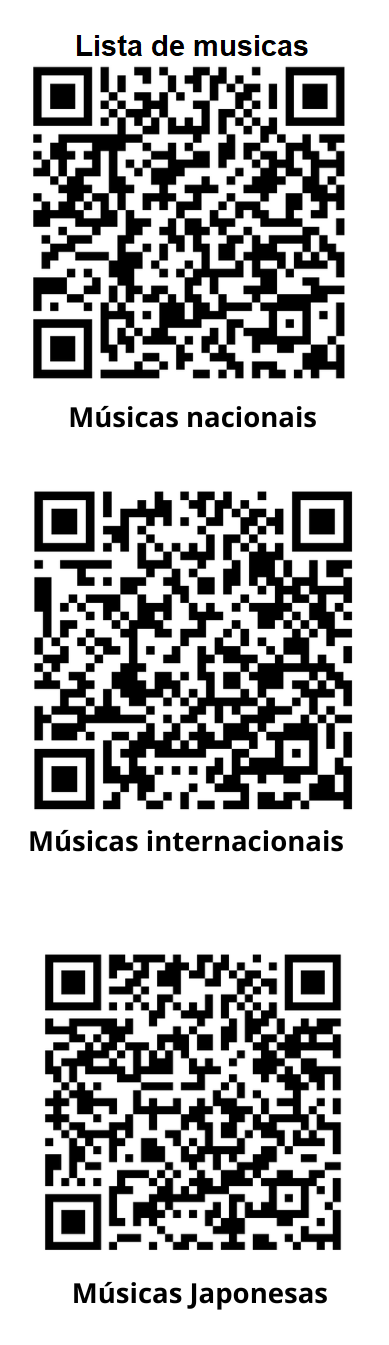 Lista de musicas
Músicas nacionais
Músicas internacionais
Músicas Japonesas